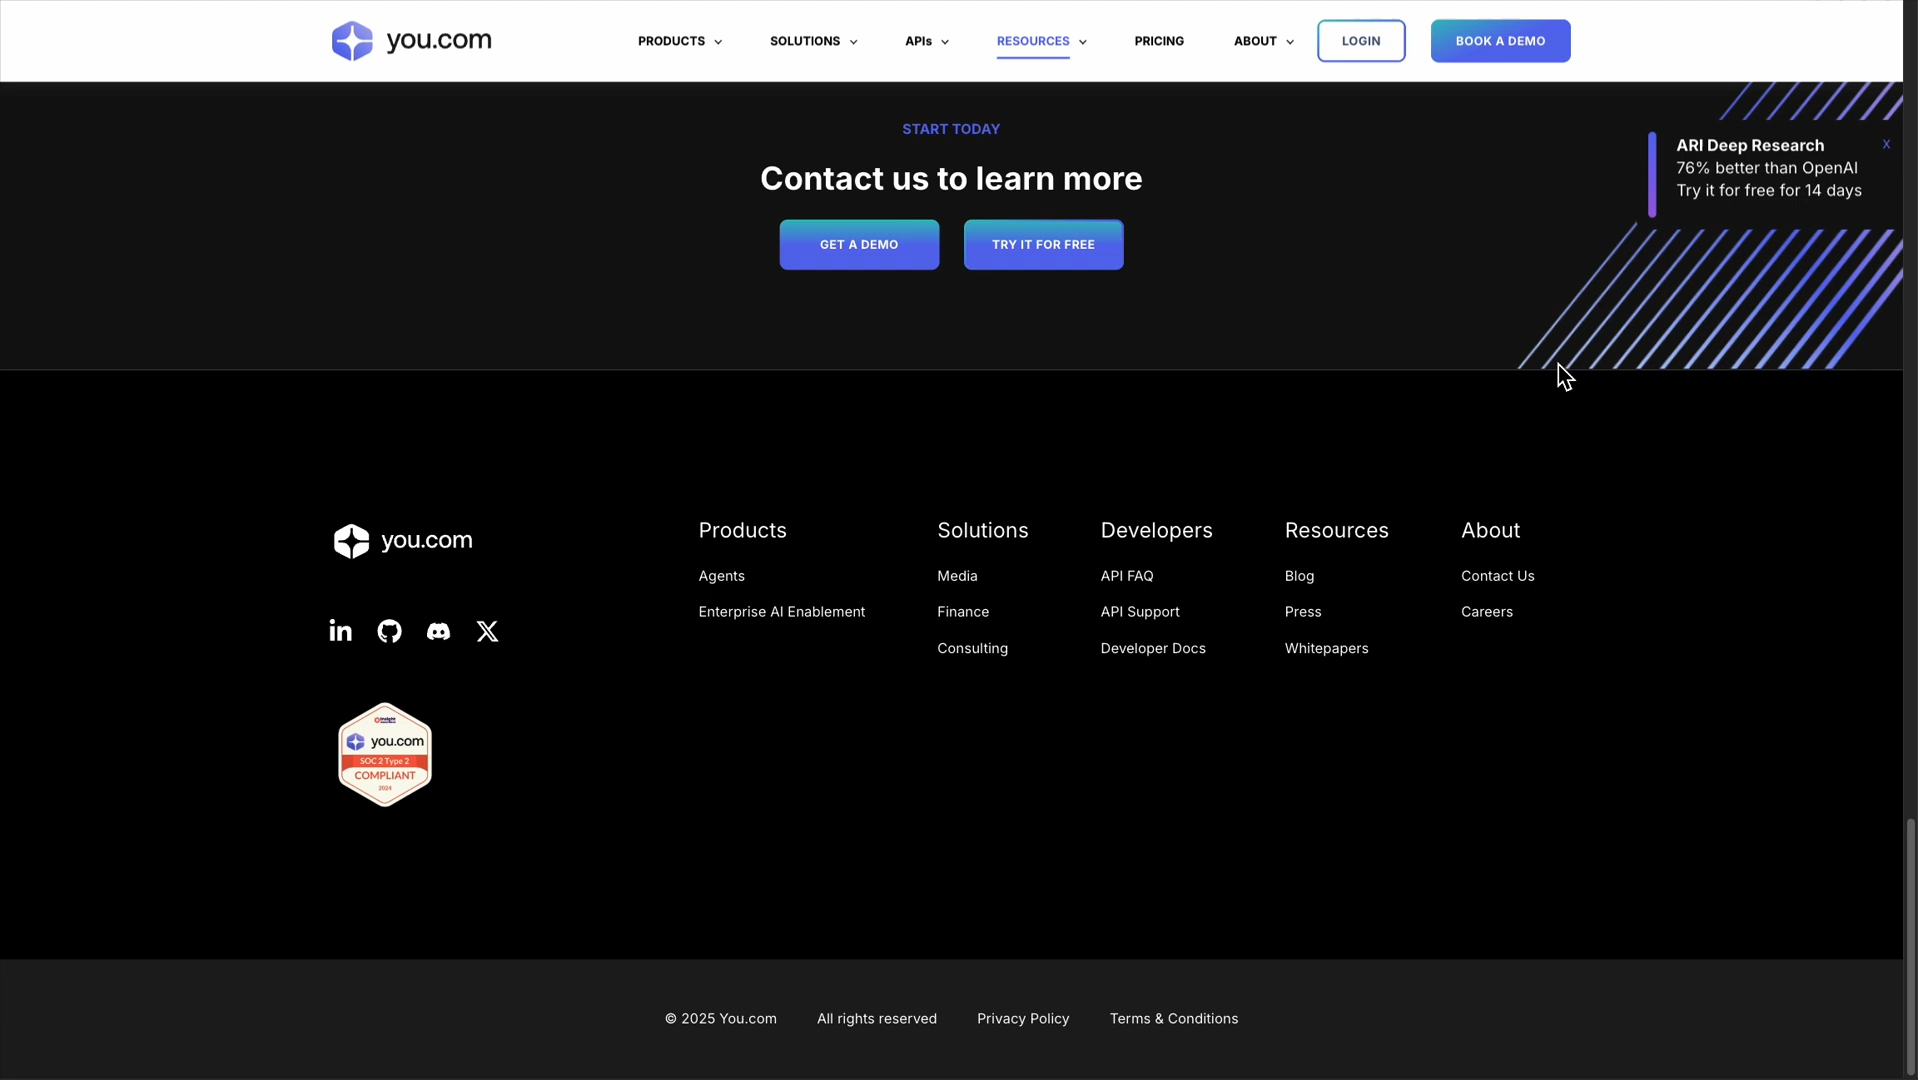 you.com
PRODUCTS
SOLUTIONS
APIs
RESOURCES
PRICING
ABOUT
LOGIN
BOOK A DEMO
START TODAY
Contact us to learn more
GET A DEMO
TRY IT FOR FREE
ARI Deep Research
X
76% better than OpenAI
Try it for free for 14 days
you.com
Products
Agents
Enterprise AI Enablement
Solutions
Media
Finance
Consulting
Developers
API FAQ
API Support
Developer Docs
Resources
Blog
Press
Whitepapers
About
Contact Us
Careers
in
you.com
SOC 2 Type 2
COMPLIANT
2024
© 2025 You.com
All rights reserved
Privacy Policy
Terms & Conditions